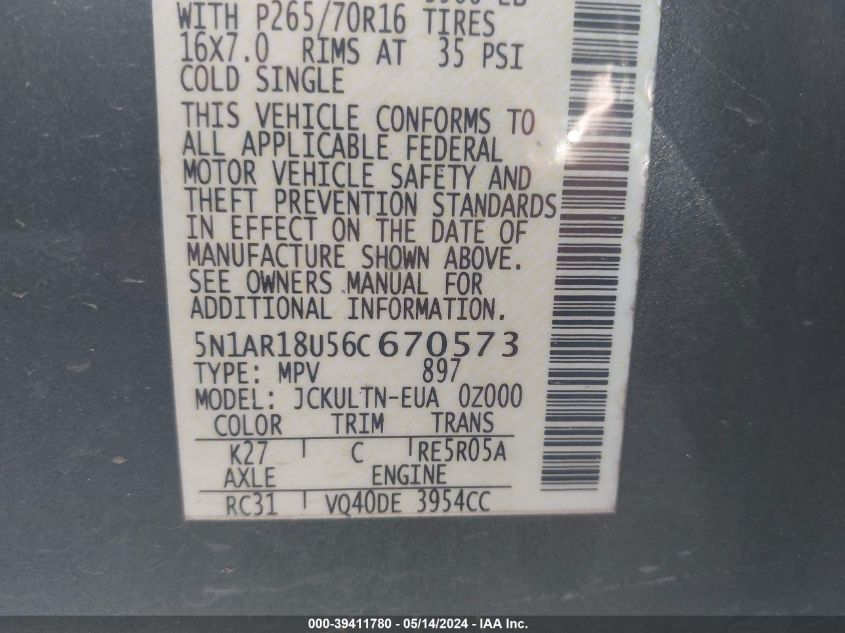 WITH P265/70R16 TIRES
16X7.0 RIMS AT 35 PSI
COLD SINGLE
THIS VEHICLE CONFORMS TO
ALL APPLICABLE FEDERAL
MOTOR VEHICLE SAFETY AND
THEFT PREVENTION STANDARDS
IN EFFECT ON THE DATE OF
MANUFACTURE SHOWN ABOVE.
SEE OWNERS MANUAL FOR
ADDITIONAL INFORMATION.
5N1AR18U56C670573
TYPE: MPV 897
MODEL: JCKULTN-EUA 0Z000
COLOR TRIM TRANS
K27 C RE5R05A
AXLE ENGINE
RC31 VQ40DE 3954CC
000-39411780 - 05/14/2024 - IAA Inc.